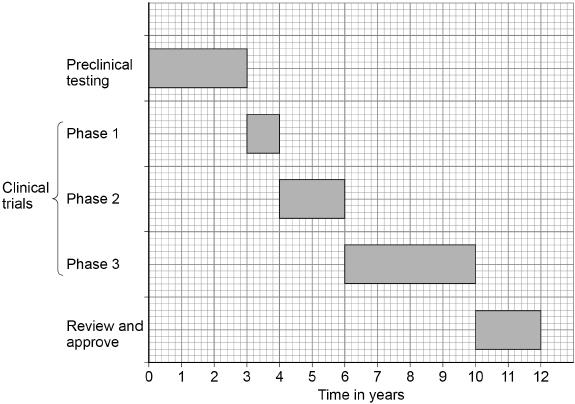 Preclinical
testing
Phase 1
Clinical
trials
Phase 2
Phase 3
Review and
approve
0 1 2 3 4 5 6 7 8 9 10 11 12
Time in years